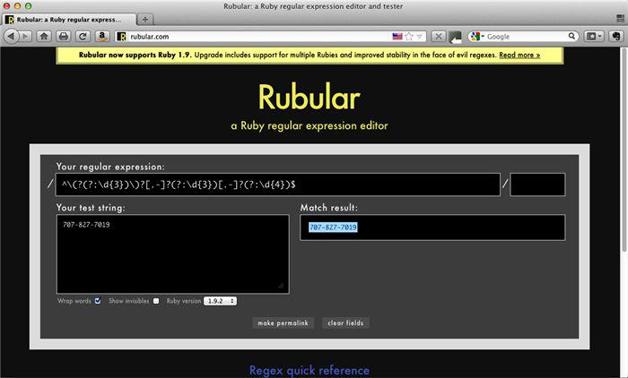 Rubular: a Ruby regular expression editor and tester
Rubular: a Ruby regular express...
rubular.com
Google
Rubular now supports Ruby 1.9. Upgrade includes support for multiple Rubies and improved stability in the face of evil regexes. Read more »
Rubular
a Ruby regular expression editor
Your regular expression:
/ ^\(?(?:\d{3})\)?[.-]?(?:\d{3})[.-]?(?:\d{4})$ /
Your test string:
Match result:
707-827-7019
707-827-7019
Wrap words Show invisibles Ruby version 1.9.2
make permalink clear fields
Regex quick reference